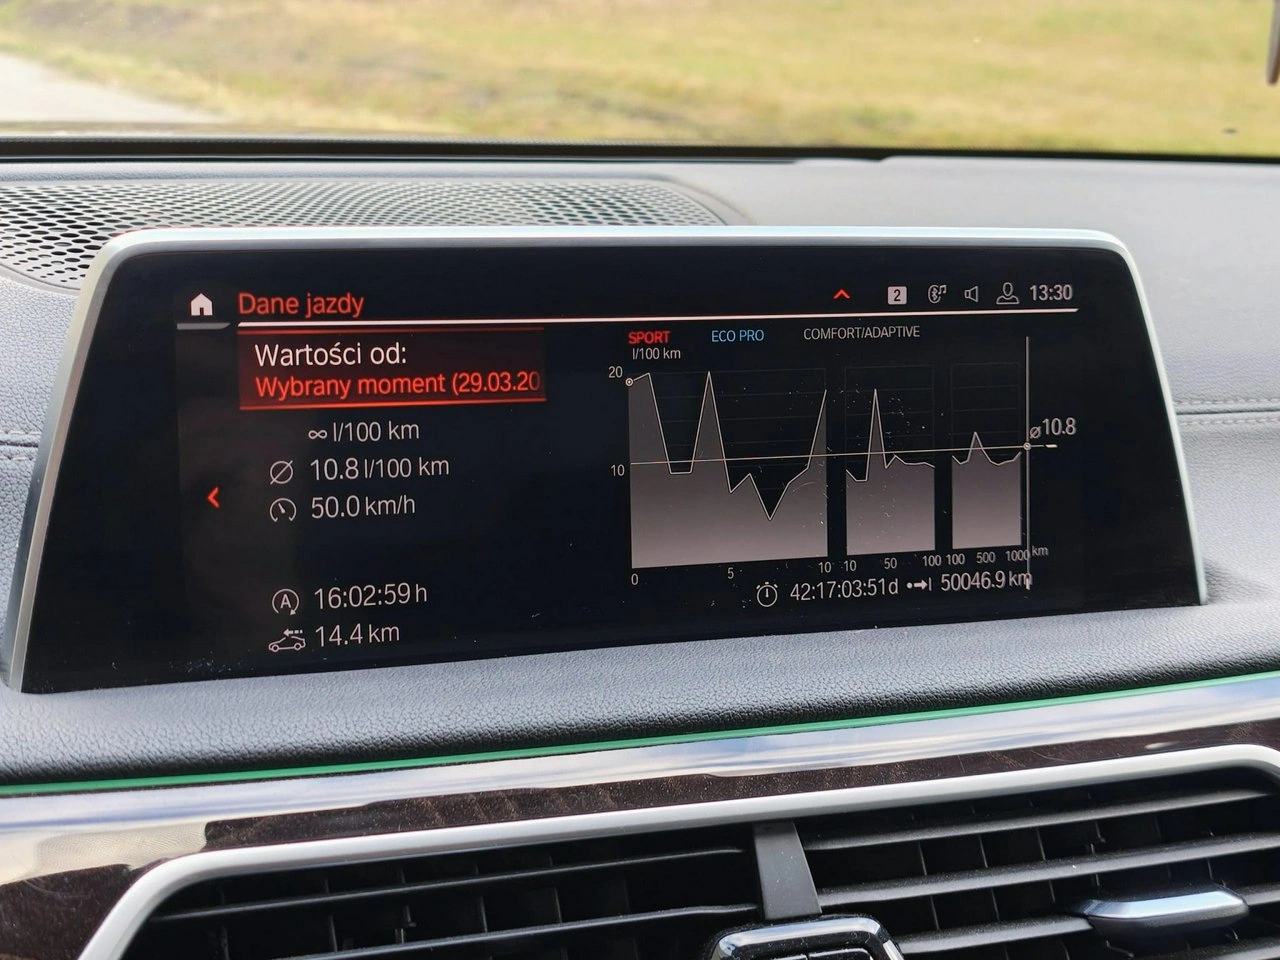 Dane jazdy
2
13:30
Wartości od:
Wybrany moment (29.03.20
∞ l/100 km
Ø 10.8 l/100 km
50.0 km/h
A 16:02:59 h
14.4 km
SPORT ECO PRO COMFORT/ADAPTIVE
l/100 km
20
10
ø10.8
0 5 10 10 50 100 100 500 1000 km
42:17:03:51d 50046.9 km